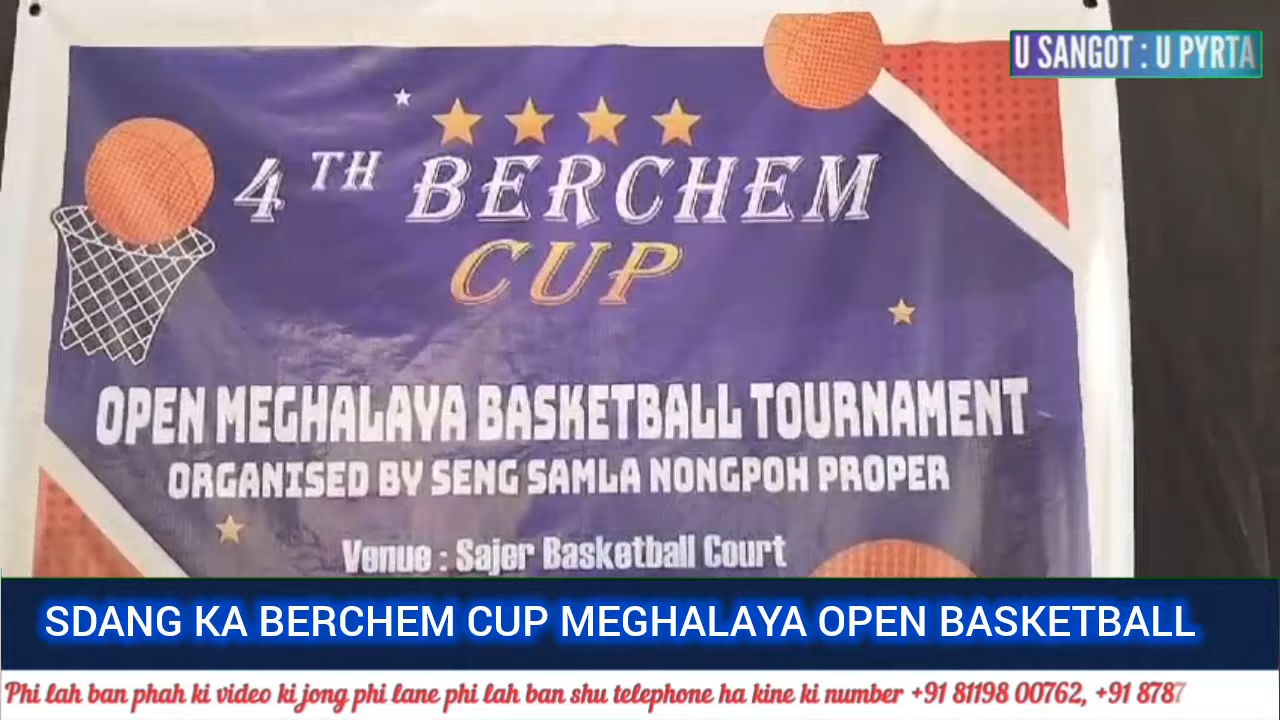 U SANGOT : U PYRTA
4TH BERCHEM
CUP
OPEN MEGHALAYA BASKETBALL TOURNAMENT
ORGANISED BY SENG SAMLA NONGPOH PROPER
Venue : Sajer Basketball Court
SDANG KA BERCHEM CUP MEGHALAYA OPEN BASKETBALL
Phi lah ban phah ki video ki jong phi lane phi lah ban shu telephone ha kine ki number +91 81198 00762, +91 8787